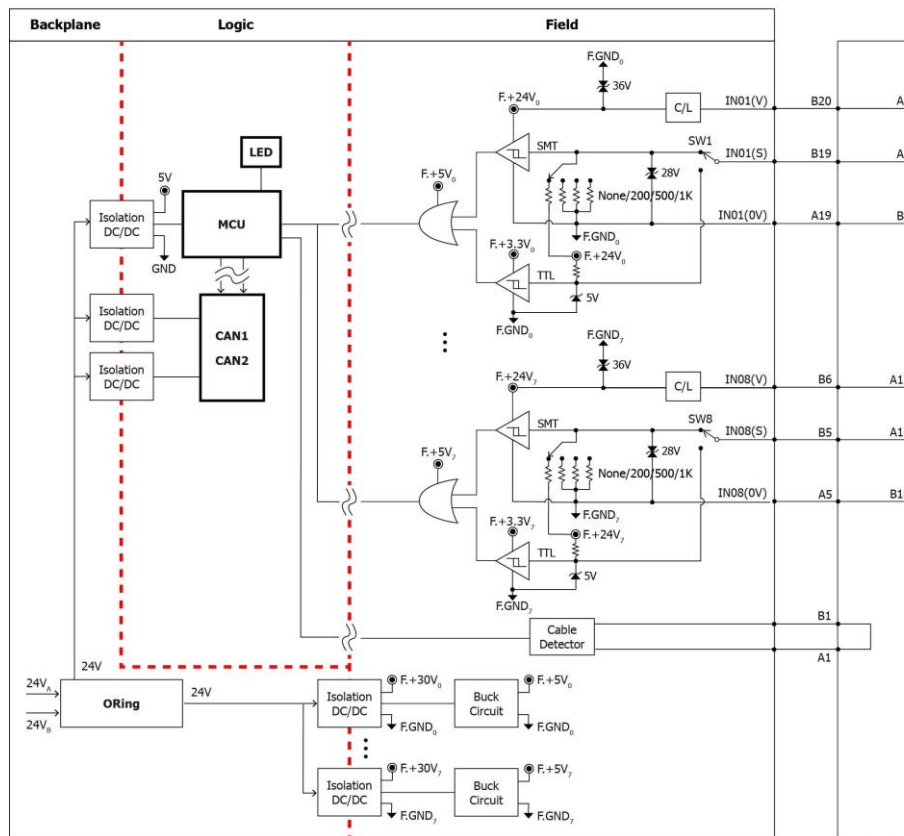 Backplane
Logic
Field
F.GND₀
36V
F.+24V₀
C/L
IN01(V)
B20
A
LED
SMT
SW1
IN01(S)
B19
A
F.+5V₀
28V
5V
None/200/500/1K
Isolation
DC/DC
MCU
IN01(0V)
A19
B
F.GND₀
GND
F.+3.3V₀
F.+24V₀
TTL
5V
Isolation
DC/DC
CAN1
CAN2
F.GND₀
F.GND₇
Isolation
DC/DC
36V
F.+24V₇
C/L
IN08(V)
B6
A1
SMT
SW8
IN08(S)
B5
A1
F.+5V₇
28V
None/200/500/1K
IN08(0V)
A5
B1
F.GND₇
F.+3.3V₇
F.+24V₇
TTL
5V
F.GND₇
Cable
Detector
B1
A1
24V
24V_A
24V_B
ORing
24V
Isolation
DC/DC
F.+30V₀
F.GND₀
Buck
Circuit
F.+5V₀
F.GND₀
Isolation
DC/DC
F.+30V₇
F.GND₇
Buck
Circuit
F.+5V₇
F.GND₇